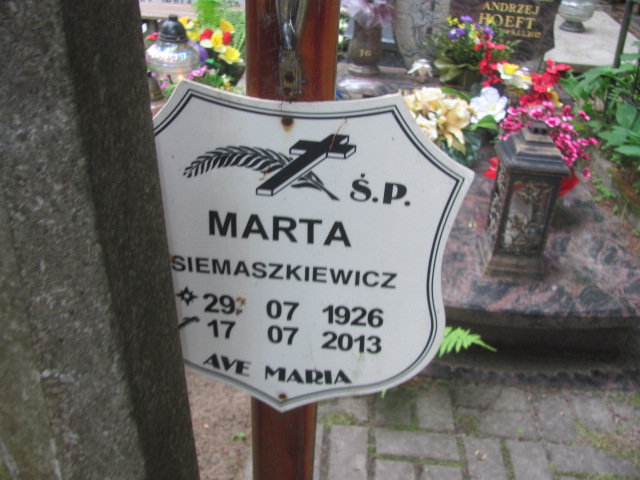 ANDRZEJ
HOEFT
Ś.P.
MARTA
SIEMASZKIEWICZ
29 07 1926
17 07 2013
AVE MARIA